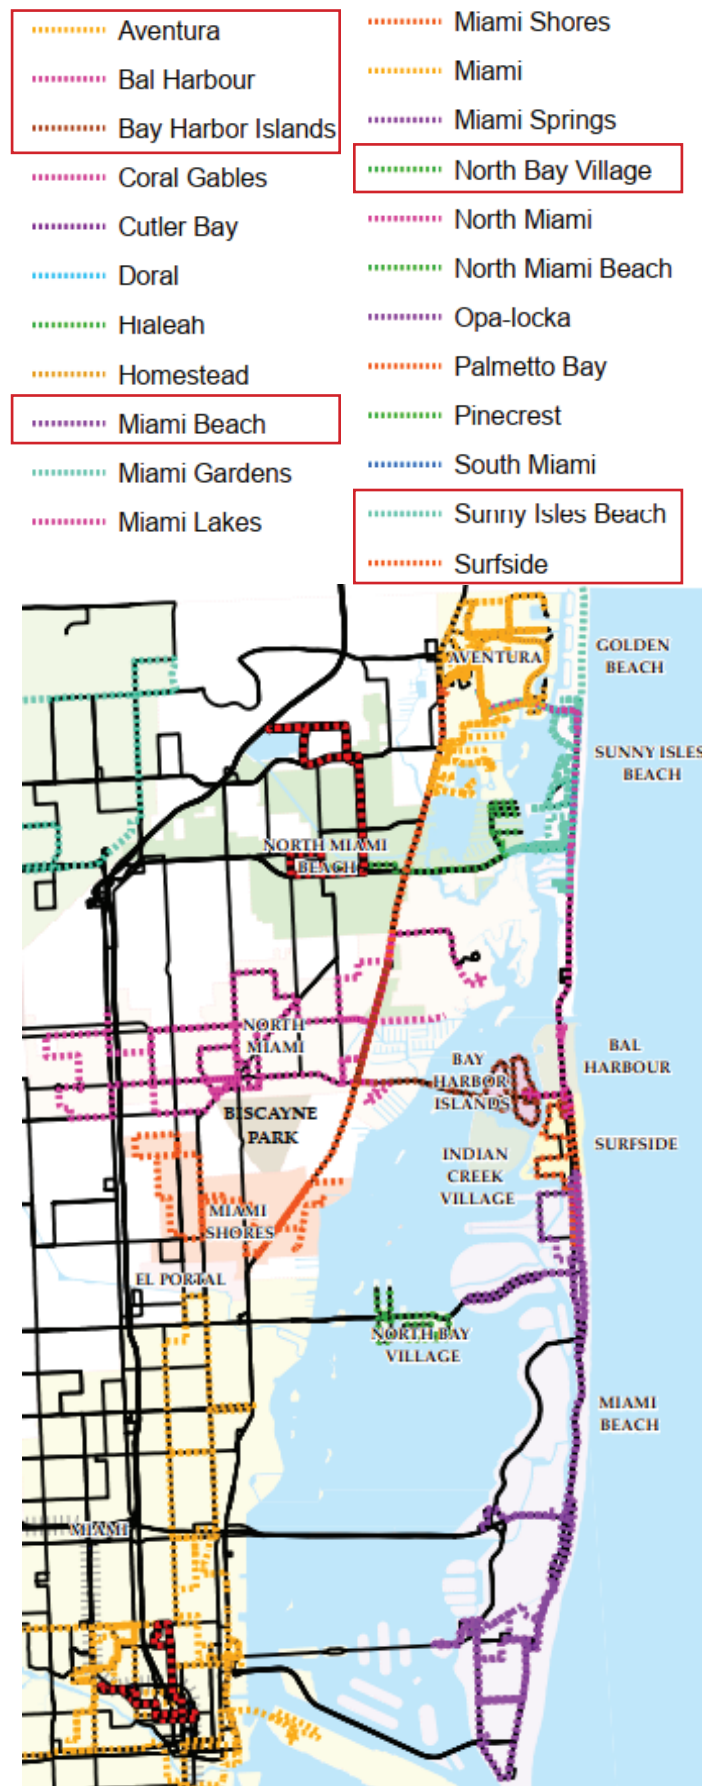 Aventura
Bal Harbour
Bay Harbor Islands
Coral Gables
Cutler Bay
Doral
Hialeah
Homestead
Miami Beach
Miami Gardens
Miami Lakes
Miami Shores
Miami
Miami Springs
North Bay Village
North Miami
North Miami Beach
Opa-locka
Palmetto Bay
Pinecrest
South Miami
Sunny Isles Beach
Surfside
AVENTURA
GOLDEN
BEACH
SUNNY ISLES
BEACH
NORTH MIAMI
BEACH
NORTH
MIAMI
BAY
HARBOR
ISLANDS
BAL
HARBOUR
BISCAYNE
PARK
SURFSIDE
INDIAN
CREEK
VILLAGE
MIAMI
SHORES
EL PORTAL
NORTH BAY
VILLAGE
MIAMI
BEACH
MIAMI